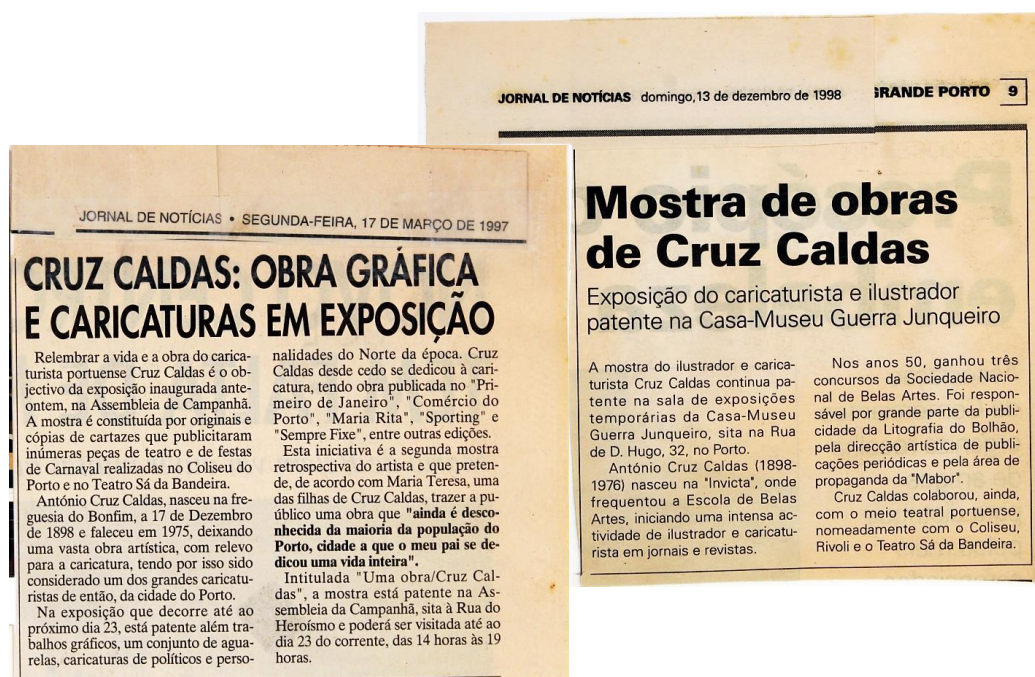 JORNAL DE NOTÍCIAS • SEGUNDA-FEIRA, 17 DE MARÇO DE 1997
CRUZ CALDAS: OBRA GRÁFICA
E CARICATURAS EM EXPOSIÇÃO
Relembrar a vida e a obra do carica-
turista portuense Cruz Caldas é o ob-
jectivo da exposição inaugurada ante-
ontem, na Assembleia de Campanhã.
A mostra é constituída por originais e
cópias de cartazes que publicitaram
inúmeras peças de teatro e de festas
de Carnaval realizadas no Coliseu do
Porto e no Teatro Sá da Bandeira.
António Cruz Caldas, nasceu na fre-
guesia do Bonfim, a 17 de Dezembro
de 1898 e faleceu em 1975, deixando
uma vasta obra artística, com relevo
para a caricatura, tendo por isso sido
considerado um dos grandes caricatu-
ristas de então, da cidade do Porto.
Na exposição que decorre até ao
próximo dia 23, está patente além tra-
balhos gráficos, um conjunto de agua-
relas, caricaturas de políticos e perso-
nalidades do Norte da época. Cruz
Caldas desde cedo se dedicou à cari-
catura, tendo obra publicada no "Pri-
meiro de Janeiro", "Comércio do
Porto", "Maria Rita", "Sporting" e
"Sempre Fixe", entre outras edições.
Esta iniciativa é a segunda mostra
retrospectiva do artista e que preten-
de, de acordo com Maria Teresa, uma
das filhas de Cruz Caldas, trazer a pu-
úblico uma obra que "ainda é desco-
nhecida da maioria da população do
Porto, cidade a que o meu pai se de-
dicou uma vida inteira".
Intitulada "Uma obra/Cruz Cal-
das", a mostra está patente na As-
sembleia da Campanhã, sita à Rua do
Heroísmo e poderá ser visitada até ao
dia 23 do corrente, das 14 horas às 19
horas.
JORNAL DE NOTÍCIAS domingo, 13 de dezembro de 1998
GRANDE PORTO 9
Mostra de obras
de Cruz Caldas
Exposição do caricaturista e ilustrador
patente na Casa-Museu Guerra Junqueiro
A mostra do ilustrador e carica-
turista Cruz Caldas continua pa-
tente na sala de exposições
temporárias da Casa-Museu
Guerra Junqueiro, sita na Rua
de D. Hugo, 32, no Porto.
António Cruz Caldas (1898-
1976) nasceu na "Invicta", onde
frequentou a Escola de Belas
Artes, iniciando uma intensa ac-
tividade de ilustrador e caricatu-
rista em jornais e revistas.
Nos anos 50, ganhou três
concursos da Sociedade Nacio-
nal de Belas Artes. Foi respon-
sável por grande parte da publi-
cidade da Litografia do Bolhão,
pela direcção artística de publi-
cações periódicas e pela área de
propaganda da "Mabor".
Cruz Caldas colaborou, ainda,
com o meio teatral portuense,
nomeadamente com o Coliseu,
Rivoli e o Teatro Sá da Bandeira.